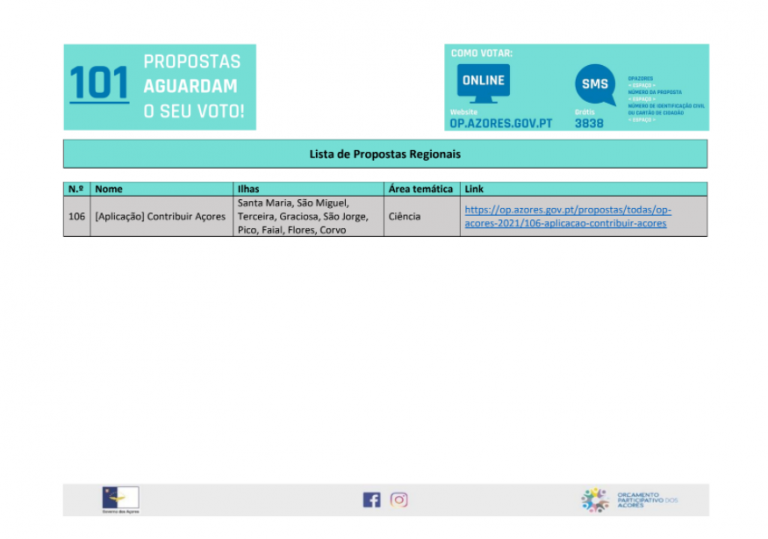 101 PROPOSTAS
AGUARDAM
O SEU VOTO!
COMO VOTAR:
ONLINE
Website
OP.AZORES.GOV.PT
SMS
Grátis
3838
OPAZORES
+ ESPAÇO +
NÚMERO DA PROPOSTA
+ ESPAÇO +
NÚMERO DE IDENTIFICAÇÃO CIVIL
OU CARTÃO DE CIDADÃO
+ ESPAÇO +
Lista de Propostas Regionais
N.º Nome Ilhas Área temática Link
106 [Aplicação] Contribuir Açores
Santa Maria, São Miguel,
Terceira, Graciosa, São Jorge,
Pico, Faial, Flores, Corvo
Ciência
https://op.azores.gov.pt/propostas/todas/op-
acores-2021/106-aplicacao-contribuir-acores
Governo dos Açores
ORÇAMENTO
PARTICIPATIVO DOS
AÇORES